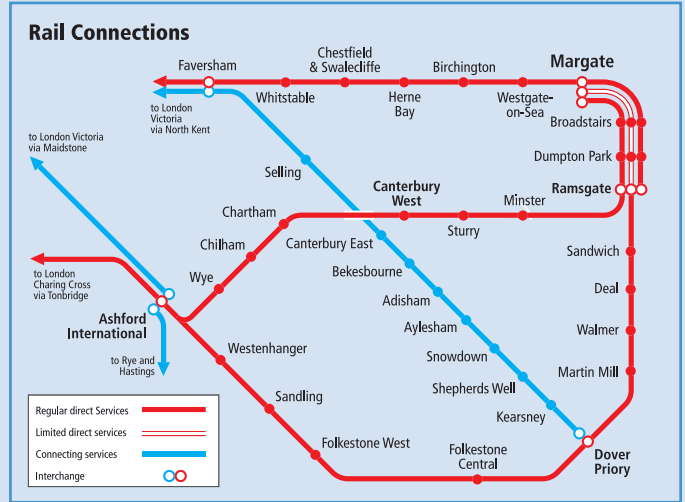 Rail Connections
Faversham
Chestfield
& Swalecliffe
Birchington
Margate
Whitstable
Herne
Bay
Westgate-
on-Sea
to London
Victoria
via North Kent
Broadstairs
to London Victoria
via Maidstone
Dumpton Park
Selling
Canterbury
West
Minster
Ramsgate
Chartham
Sturry
Chilham
Canterbury East
Sandwich
Bekesbourne
to London
Charing Cross
via Tonbridge
Wye
Adisham
Deal
Ashford
International
Aylesham
Walmer
Westenhanger
Snowdown
to Rye and
Hastings
Martin Mill
Shepherds Well
Sandling
Kearsney
Regular direct Services
Limited direct services
Connecting services
Interchange
Folkestone West
Folkestone
Central
Dover
Priory